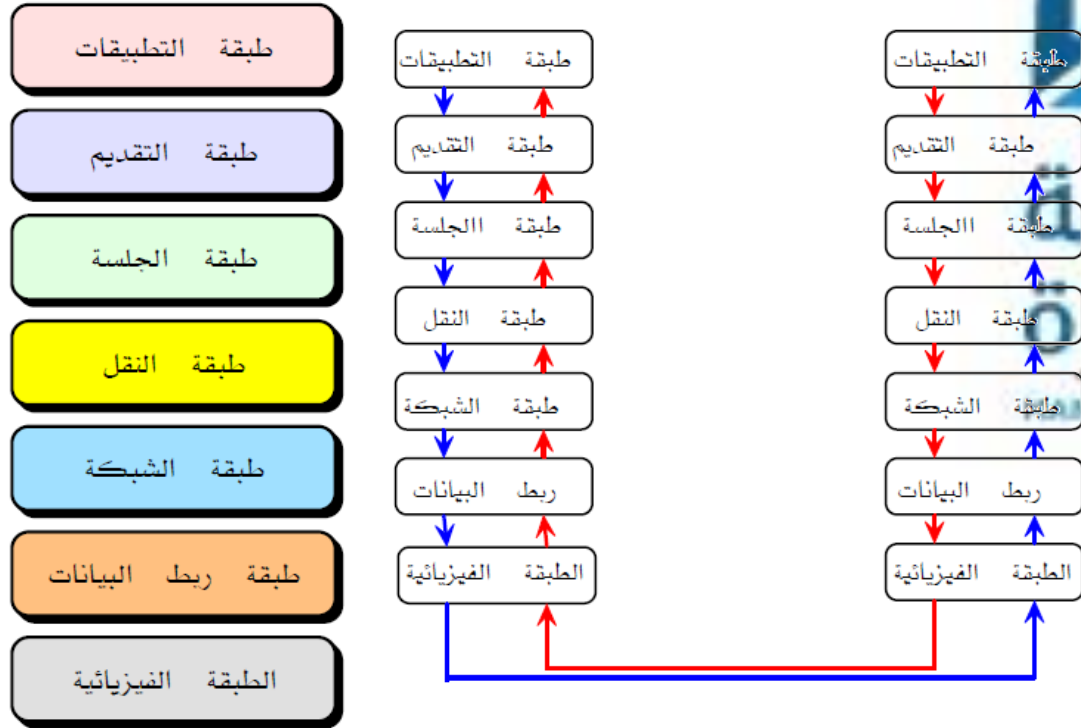 طبقة التطبيقات
طبقة التقديم
طبقة الجلسة
طبقة النقل
طبقة الشبكة
طبقة ربط البيانات
الطبقة الفيزيائية
طبقة التطبيقات
طبقة التقديم
طبقة االجلسة
طبقة النقل
طبقة الشبكة
ربط البيانات
الطبقة الفيزيائية
طبقة التطبيقات
طبقة التقديم
طبقة االجلسة
طبقة النقل
طبقة الشبكة
ربط البيانات
الطبقة الفيزيائية